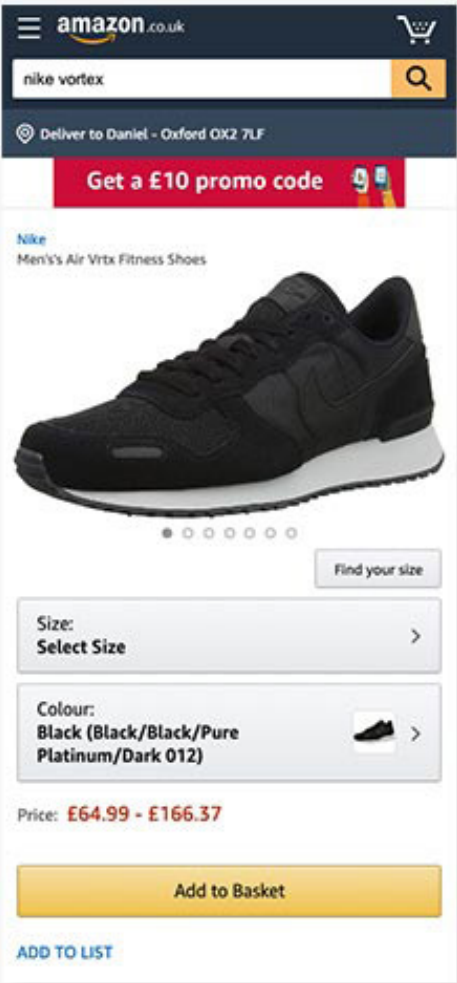 amazon.co.uk
nike vortex
Deliver to Daniel - Oxford OX2 7LF
Get a £10 promo code
Nike
Men's's Air Vrtx Fitness Shoes
Find your size
Size:
Select Size
Colour:
Black (Black/Black/Pure
Platinum/Dark 012)
Price: £64.99 - £166.37
Add to Basket
ADD TO LIST